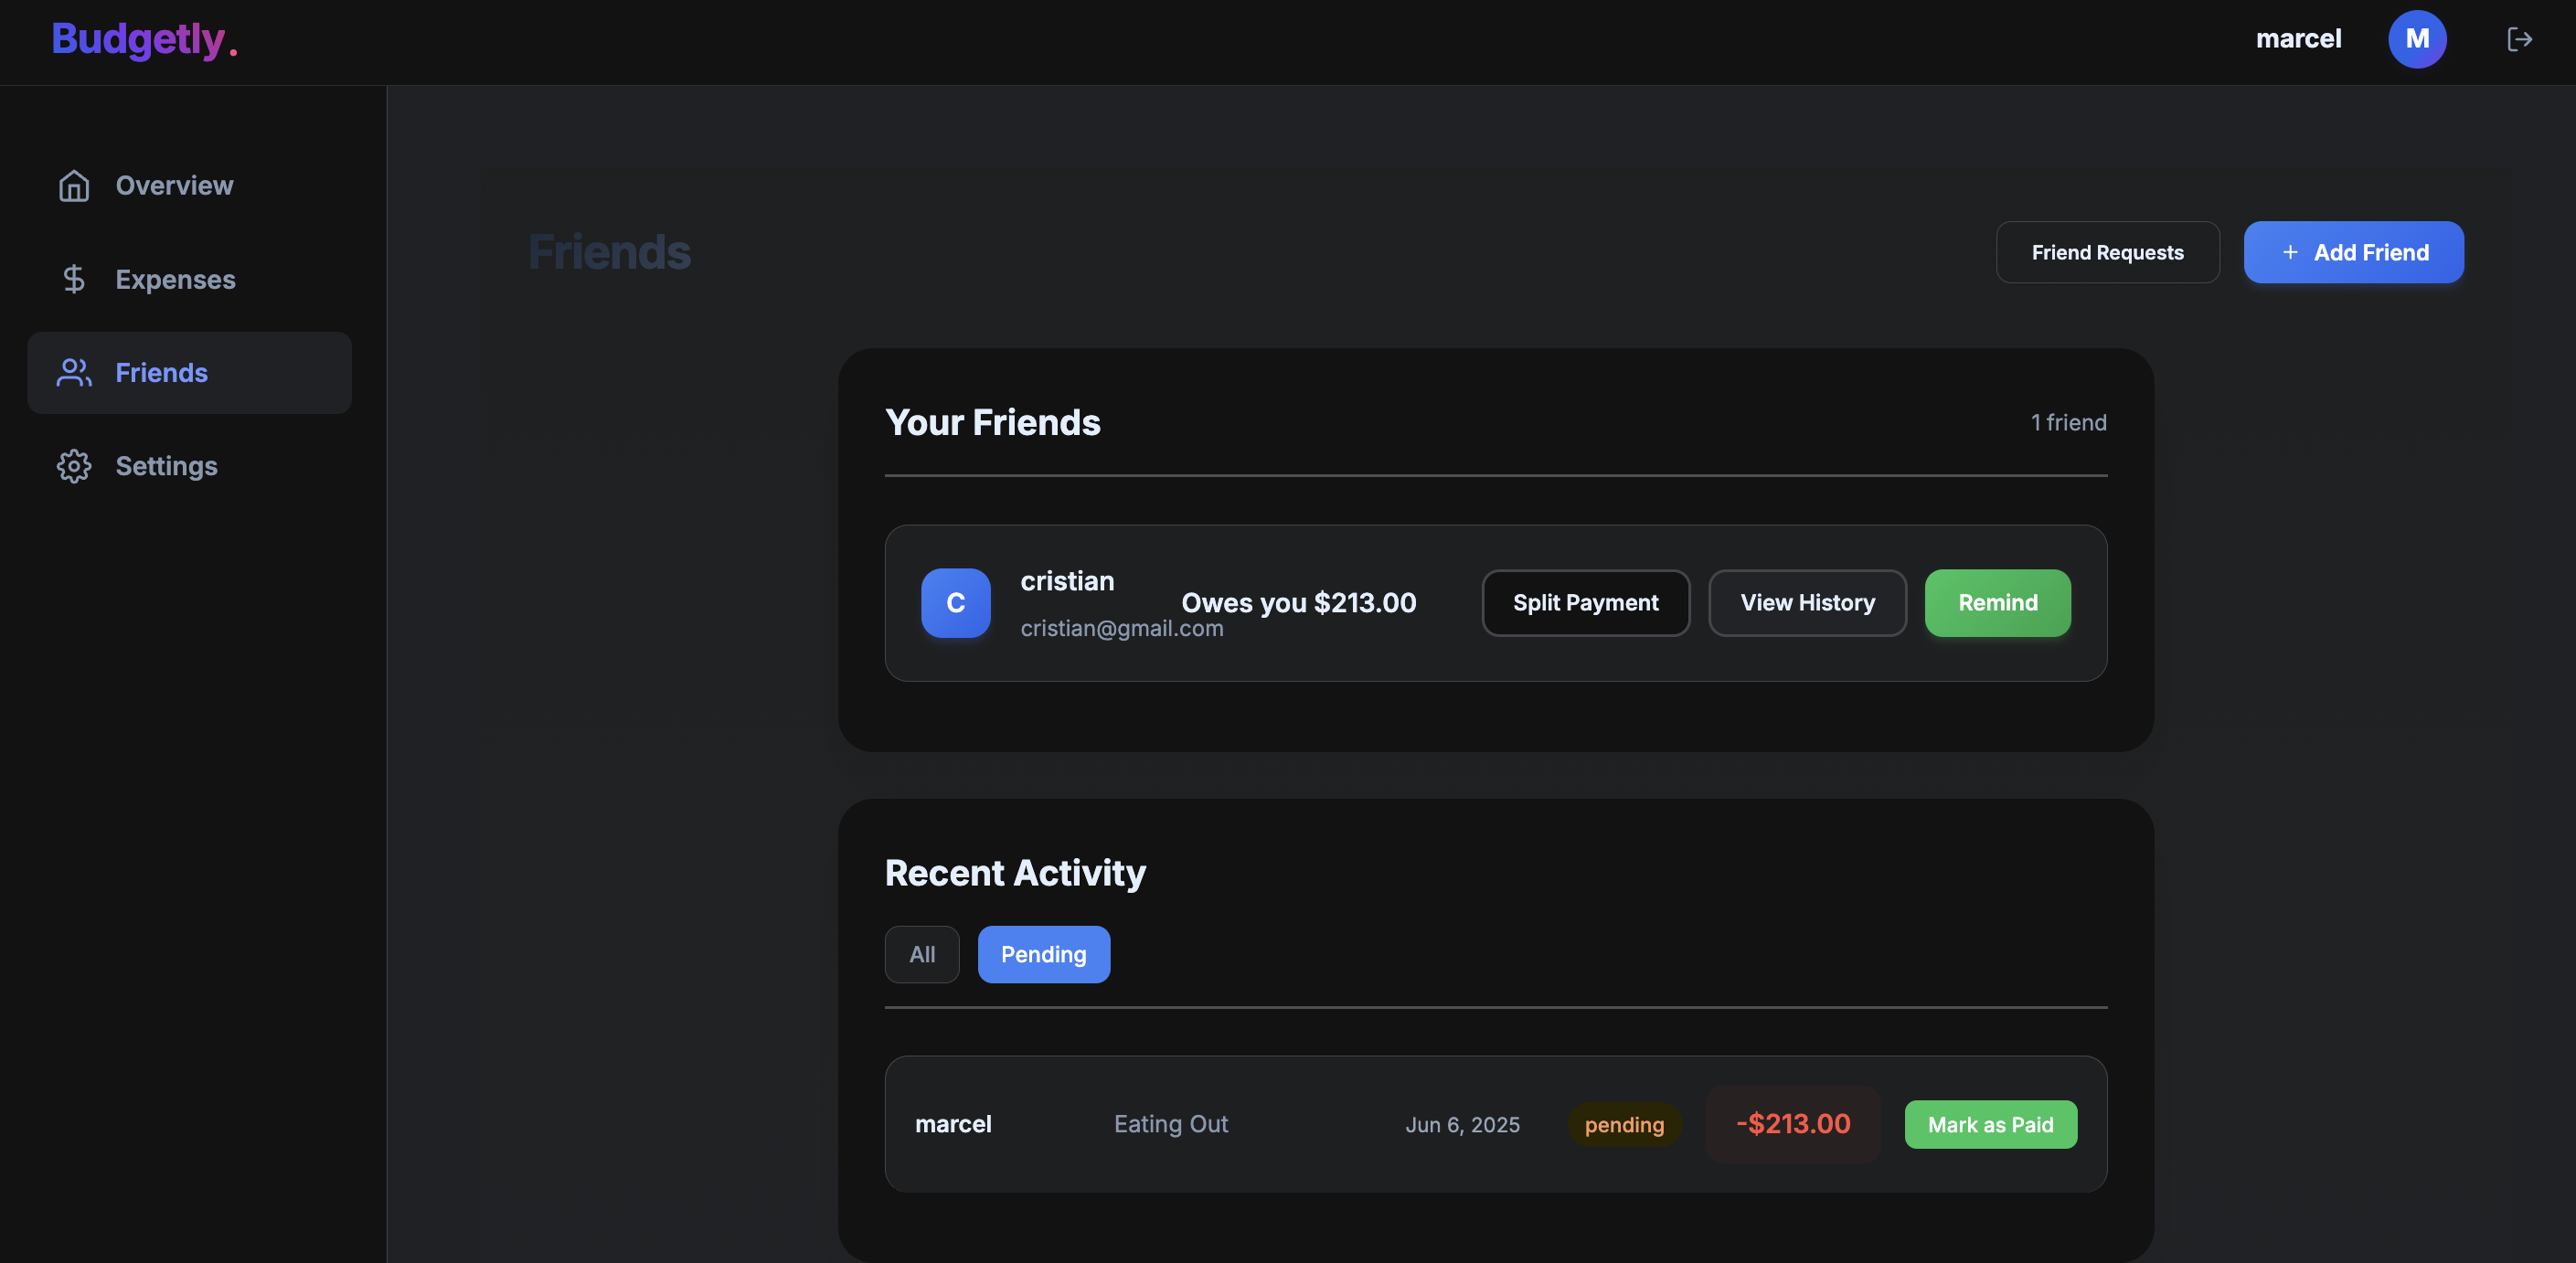 Budgetly.
marcel
M
Overview
Expenses
Friends
Settings
Friends
Friend Requests
+ Add Friend
Your Friends
1 friend
C
cristian
cristian@gmail.com
Owes you $213.00
Split Payment
View History
Remind
Recent Activity
All
Pending
marcel
Eating Out
Jun 6, 2025
pending
-$213.00
Mark as Paid